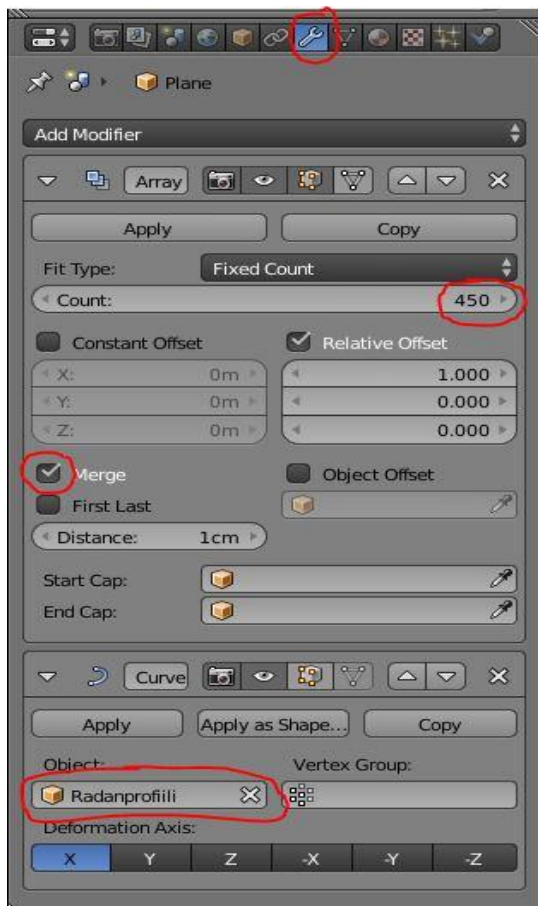 Plane
Add Modifier
Array
Apply Copy
Fit Type: Fixed Count
Count: 450
Constant Offset Relative Offset
X: 0m 1.000
Y: 0m 0.000
Z: 0m 0.000
Merge Object Offset
First Last
Distance: 1cm
Start Cap:
End Cap:
Curve
Apply Apply as Shape... Copy
Object: Vertex Group:
Radanprofiili
Deformation Axis:
X Y Z -X -Y -Z